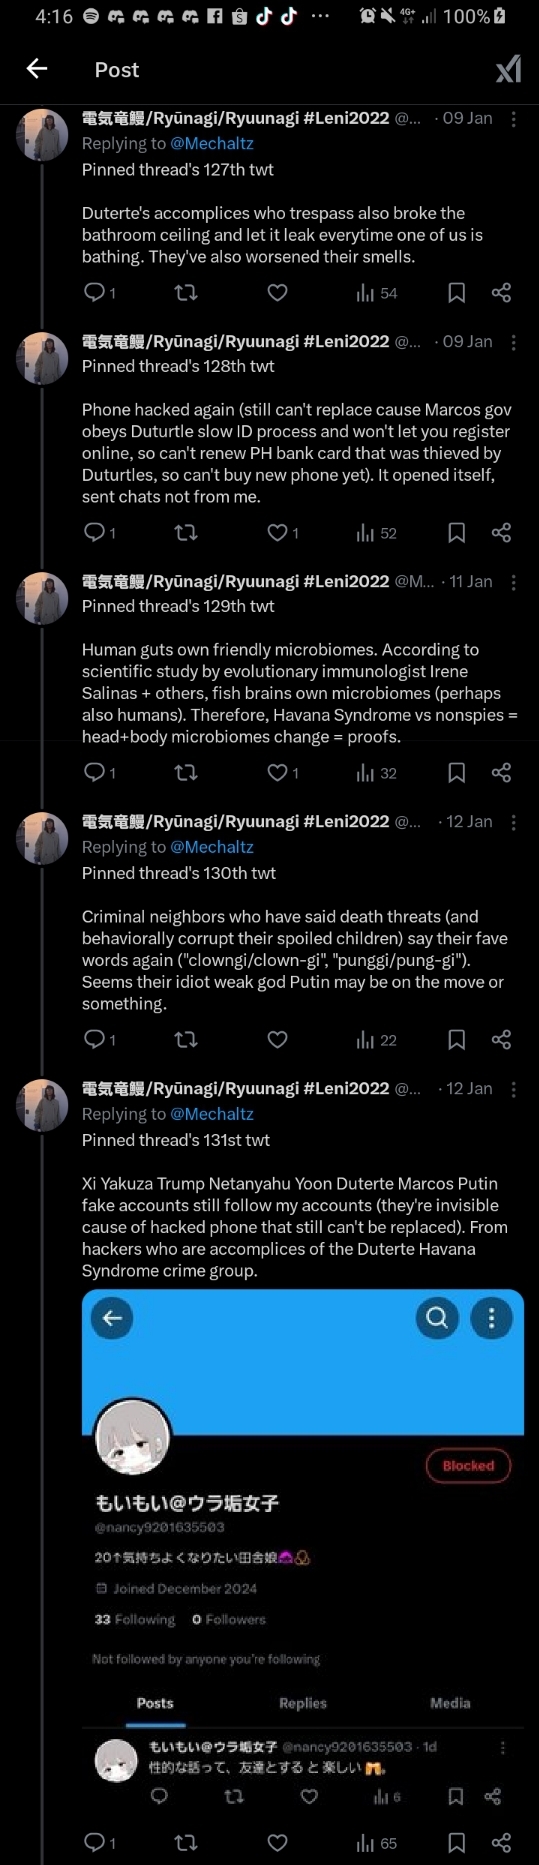 4:16 4G+ 100%
Post
電気竜鰻/Ryūnagi/Ryuunagi #Leni2022 @... · 09 Jan
Replying to @Mechaltz
Pinned thread's 127th twt
Duterte's accomplices who trespass also broke the
bathroom ceiling and let it leak everytime one of us is
bathing. They've also worsened their smells.
1 54
電気竜鰻/Ryūnagi/Ryuunagi #Leni2022 @... · 09 Jan
Pinned thread's 128th twt
Phone hacked again (still can't replace cause Marcos gov
obeys Duturtle slow ID process and won't let you register
online, so can't renew PH bank card that was thieved by
Duturtles, so can't buy new phone yet). It opened itself,
sent chats not from me.
1 1 52
電気竜鰻/Ryūnagi/Ryuunagi #Leni2022 @M... · 11 Jan
Pinned thread's 129th twt
Human guts own friendly microbiomes. According to
scientific study by evolutionary immunologist Irene
Salinas + others, fish brains own microbiomes (perhaps
also humans). Therefore, Havana Syndrome vs nonspies =
head+body microbiomes change = proofs.
1 1 32
電気竜鰻/Ryūnagi/Ryuunagi #Leni2022 @... · 12 Jan
Replying to @Mechaltz
Pinned thread's 130th twt
Criminal neighbors who have said death threats (and
behaviorally corrupt their spoiled children) say their fave
words again ("clowngi/clown-gi", "punggi/pung-gi").
Seems their idiot weak god Putin may be on the move or
something.
1 22
電気竜鰻/Ryūnagi/Ryuunagi #Leni2022 @... · 12 Jan
Replying to @Mechaltz
Pinned thread's 131st twt
Xi Yakuza Trump Netanyahu Yoon Duterte Marcos Putin
fake accounts still follow my accounts (they're invisible
cause of hacked phone that still can't be replaced). From
hackers who are accomplices of the Duterte Havana
Syndrome crime group.
Blocked
もいもい@ウラ垢女子
@nancy9201635503
20↑気持ちよくなりたい田舎娘
Joined December 2024
33 Following 0 Followers
Not followed by anyone you're following
Posts Replies Media
もいもい@ウラ垢女子 @nancy9201635503 · 1d
性的な話って、友達とすると楽しい
6
1 65